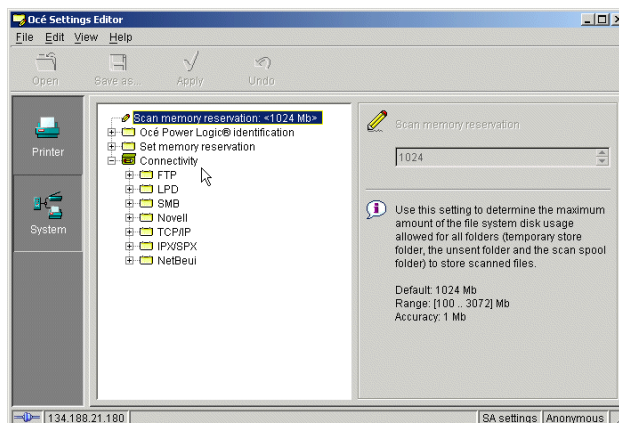 Océ Settings Editor
File Edit View Help
Open Save as... Apply Undo
Printer
System
Scan memory reservation: <1024 Mb>
Océ Power Logic® identification
Set memory reservation
Connectivity
FTP
LPD
SMB
Novell
TCP/IP
IPX/SPX
NetBeui
Scan memory reservation
1024
Use this setting to determine the maximum
amount of the file system disk usage
allowed for all folders (temporary store
folder, the unsent folder and the scan spool
folder) to store scanned files.
Default: 1024 Mb
Range: [100 .. 3072] Mb
Accuracy: 1 Mb
134.188.21.180 SA settings Anonymous